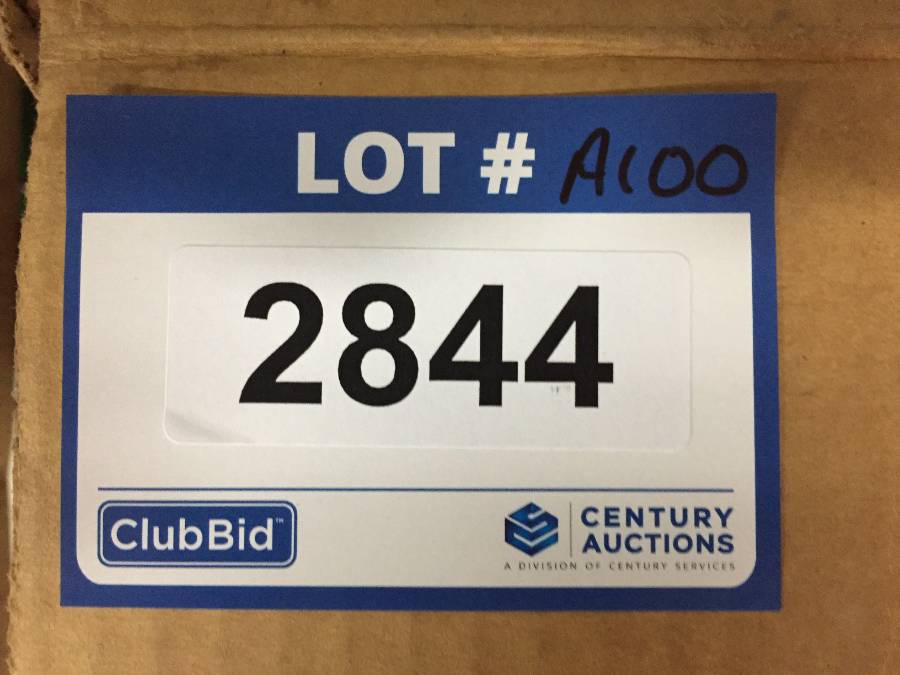 LOT # A100
2844
ClubBid™
CENTURY
AUCTIONS
A DIVISION OF CENTURY SERVICES